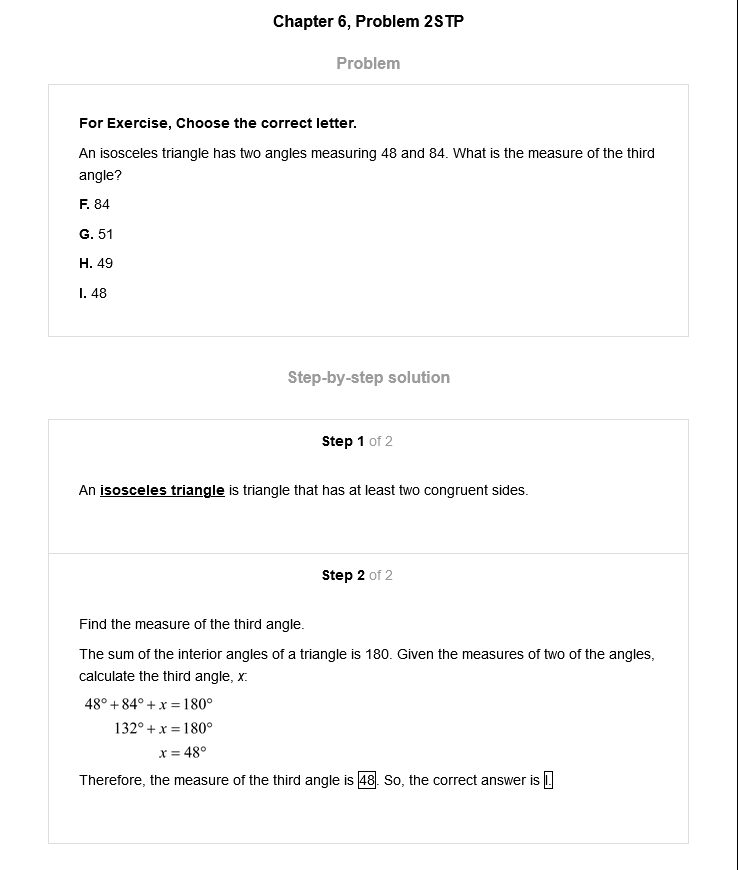 Chapter 6, Problem 2STP
Problem
For Exercise, Choose the correct letter.
An isosceles triangle has two angles measuring 48 and 84. What is the measure of the third
angle?
F. 84
G. 51
H. 49
I. 48
Step-by-step solution
Step 1 of 2
An isosceles triangle is triangle that has at least two congruent sides.
Step 2 of 2
Find the measure of the third angle.
The sum of the interior angles of a triangle is 180. Given the measures of two of the angles,
calculate the third angle, x:
48° + 84° + x = 180°
132° + x = 180°
x = 48°
Therefore, the measure of the third angle is 48. So, the correct answer is I.